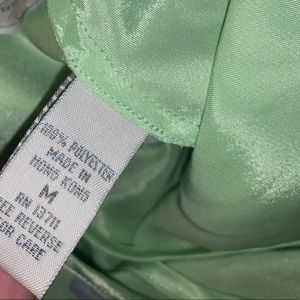 100% POLYESTER
MADE IN
HONG KONG
M
RN 13711
SEE REVERSE
FOR CARE